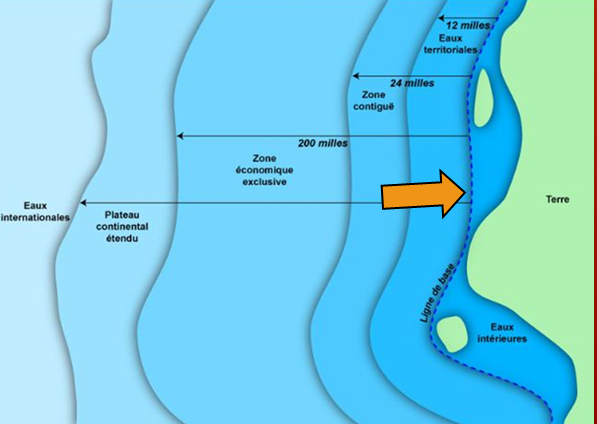 12 milles
Eaux
territoriales
24 milles
Zone
contiguë
200 milles
Zone
économique
exclusive
Eaux
internationales
Plateau
continental
étendu
Terre
Ligne de base
Eaux
intérieures